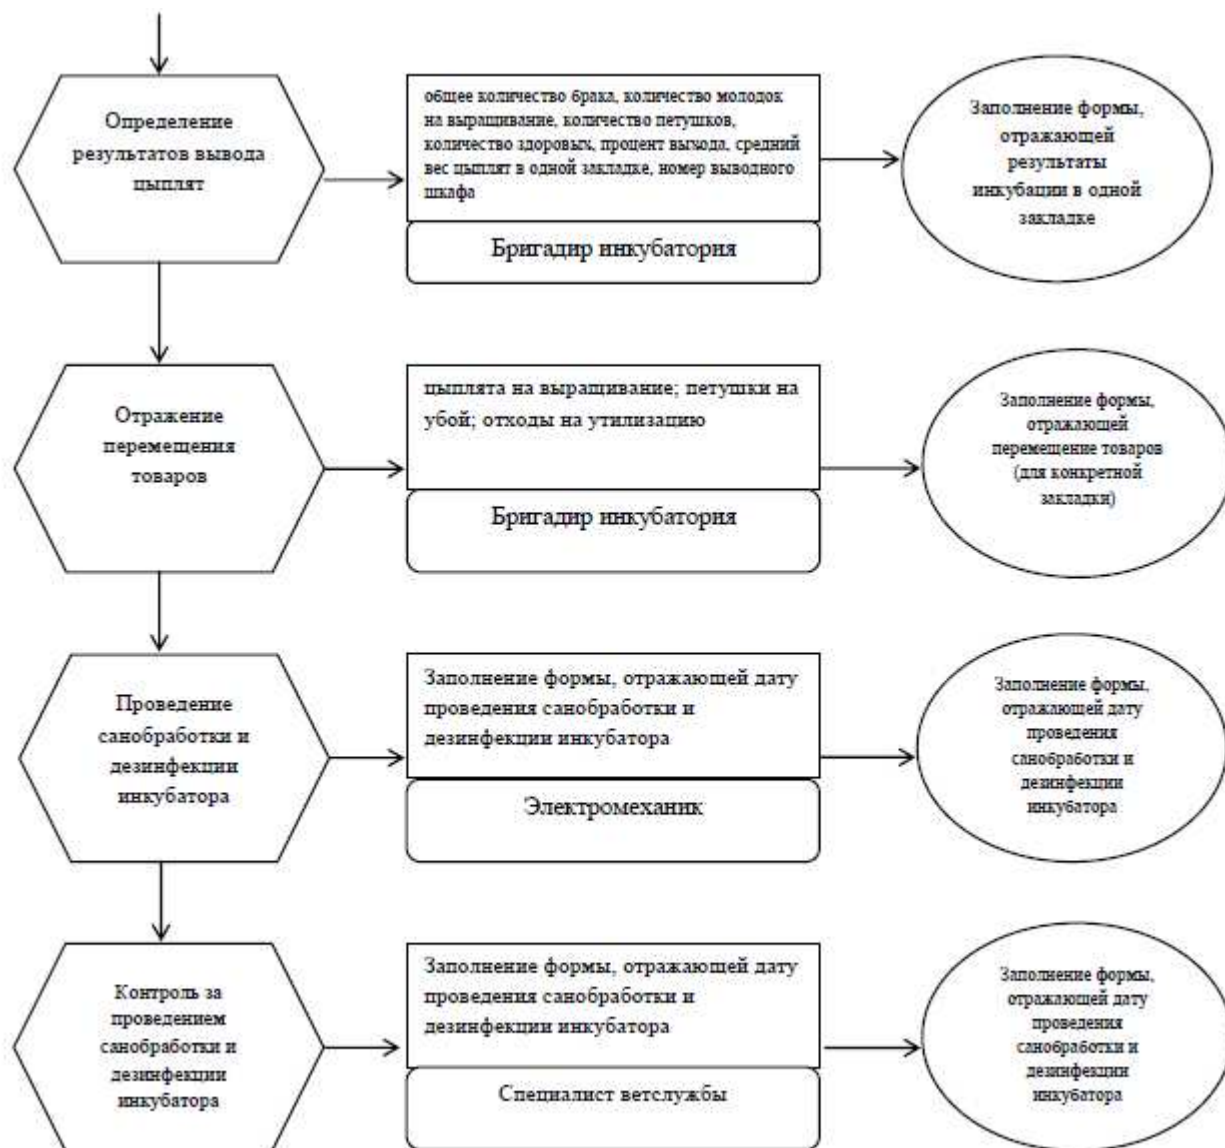 Определение
результатов вывода
цыплят
общее количество брака, количество молодок
на выращивание, количество петушков,
количество здоровых, процент выхода, средний
вес цыплят в одной закладке, номер выводного
шкафа
Бригадир инкубатория
Заполнение формы,
отражающей
результаты
инкубации в одной
закладке
Отражение
перемещения
товаров
цыплята на выращивание; петушки на
убой; отходы на утилизацию
Бригадир инкубатория
Заполнение формы,
отражающей
перемещение товаров
(для конкретной
закладки)
Проведение
санобработки и
дезинфекции
инкубатора
Заполнение формы, отражающей дату
проведения санобработки и
дезинфекции инкубатора
Электромеханик
Заполнение формы,
отражающей дату
проведения
санобработки и
дезинфекции
инкубатора
Контроль за
проведением
санобработки и
дезинфекции
инкубатора
Заполнение формы, отражающей дату
проведения санобработки и
дезинфекции инкубатора
Специалист ветслужбы
Заполнение формы,
отражающей дату
проведения
санобработки и
дезинфекции
инкубатора